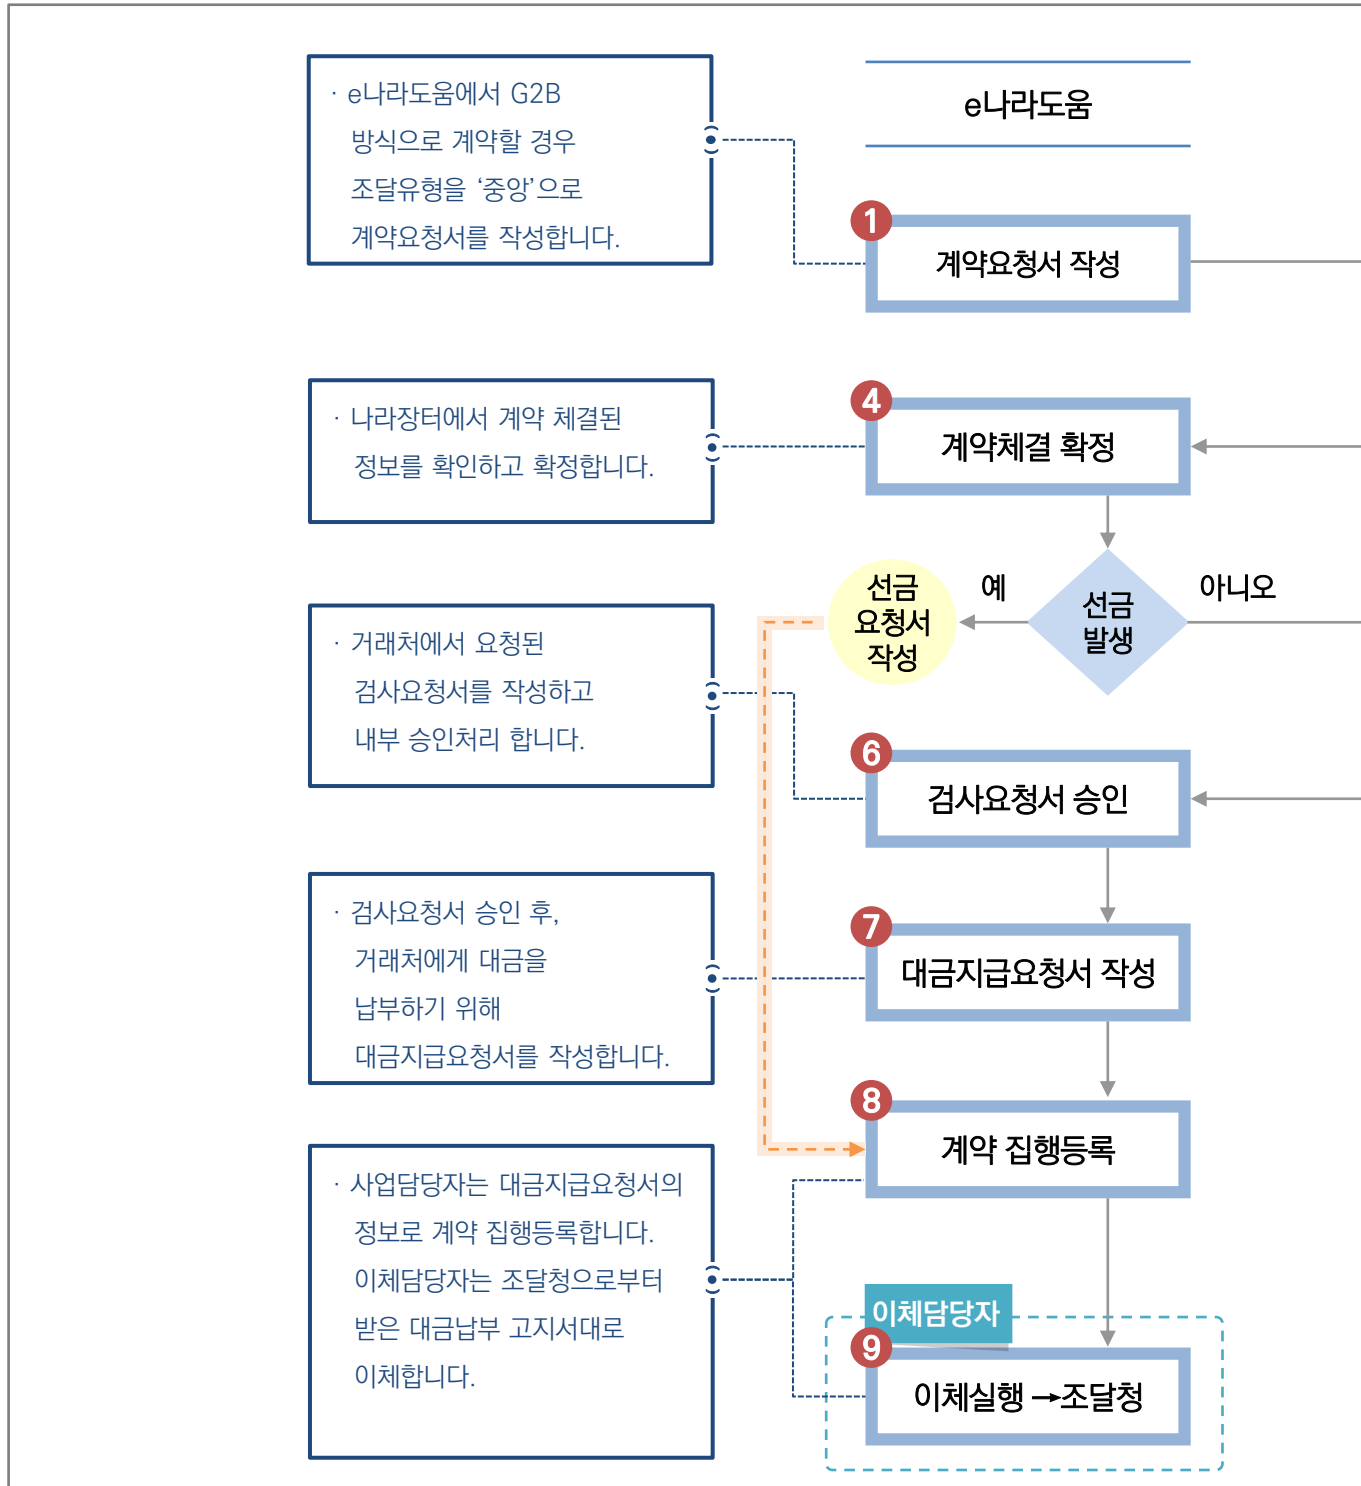 · e나라도움에서 G2B
방식으로 계약할 경우
조달유형을 ‘중앙’으로
계약요청서를 작성합니다.
e나라도움
1
계약요청서 작성
· 나라장터에서 계약 체결된
정보를 확인하고 확정합니다.
4
계약체결 확정
선금
요청서
작성
예
선금
발생
아니오
· 거래처에서 요청된
검사요청서를 작성하고
내부 승인처리 합니다.
6
검사요청서 승인
· 검사요청서 승인 후,
거래처에게 대금을
납부하기 위해
대금지급요청서를 작성합니다.
7
대금지급요청서 작성
8
계약 집행등록
· 사업담당자는 대금지급요청서의
정보로 계약 집행등록합니다.
이체담당자는 조달청으로부터
받은 대금납부 고지서대로
이체합니다.
이체담당자
9
이체실행 →조달청